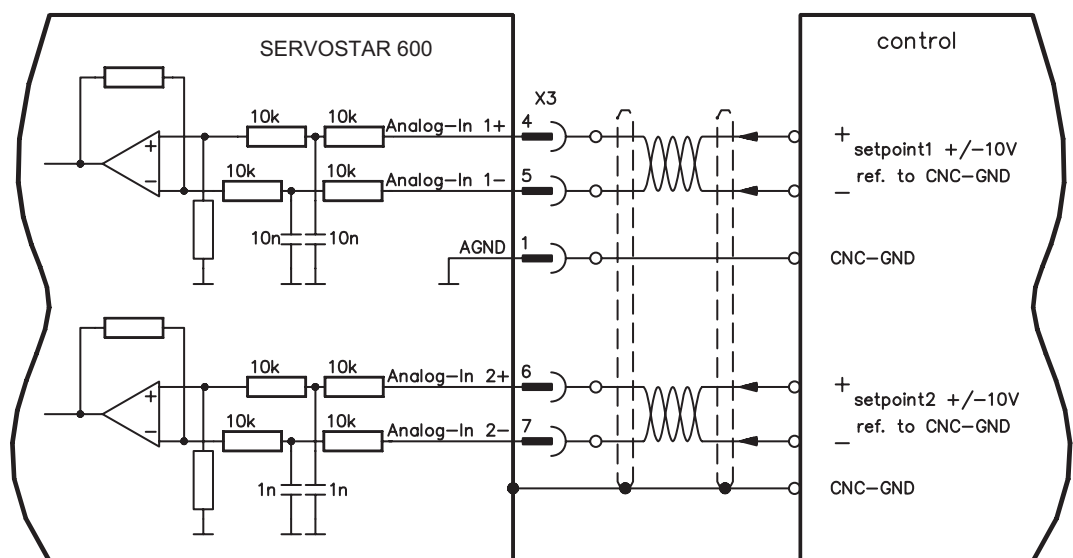 SERVOSTAR 600
control
X3
10k
10k
Analog-In 1+
4
+
setpoint1 +/-10V
ref. to CNC-GND
–
+
–
10k
10k
Analog-In 1-
5
10n
10n
AGND
1
CNC-GND
10k
10k
Analog-In 2+
6
+
setpoint2 +/-10V
ref. to CNC-GND
–
+
–
10k
10k
Analog-In 2-
7
1n
1n
CNC-GND